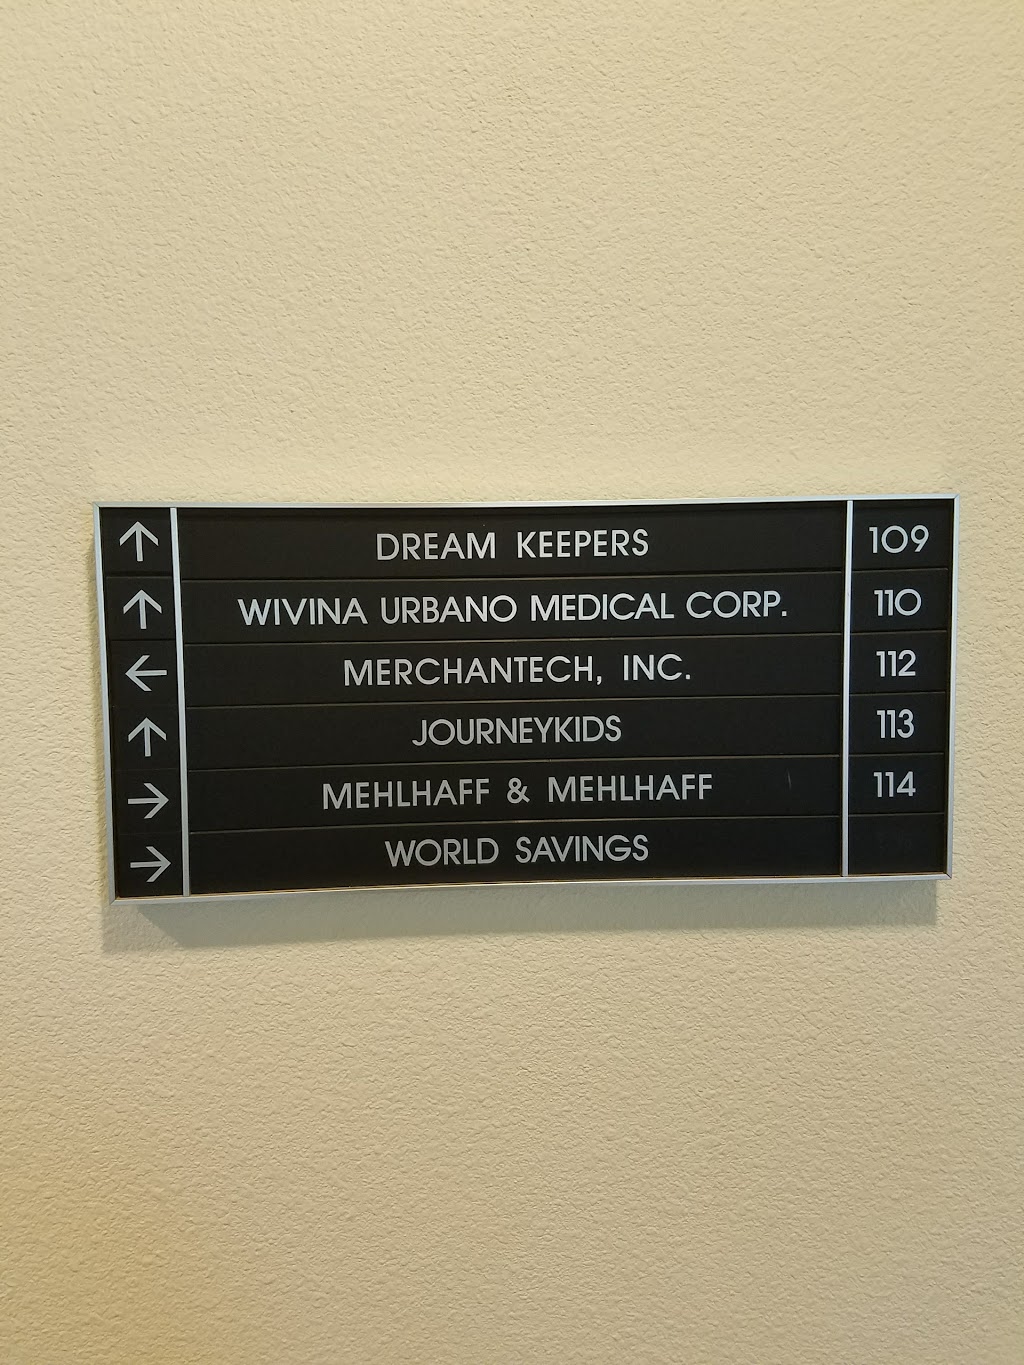 ↑ DREAM KEEPERS 109
↑ WIVINA URBANO MEDICAL CORP. 110
← MERCHANTECH, INC. 112
↑ JOURNEYKIDS 113
→ MEHLHAFF & MEHLHAFF 114
→ WORLD SAVINGS